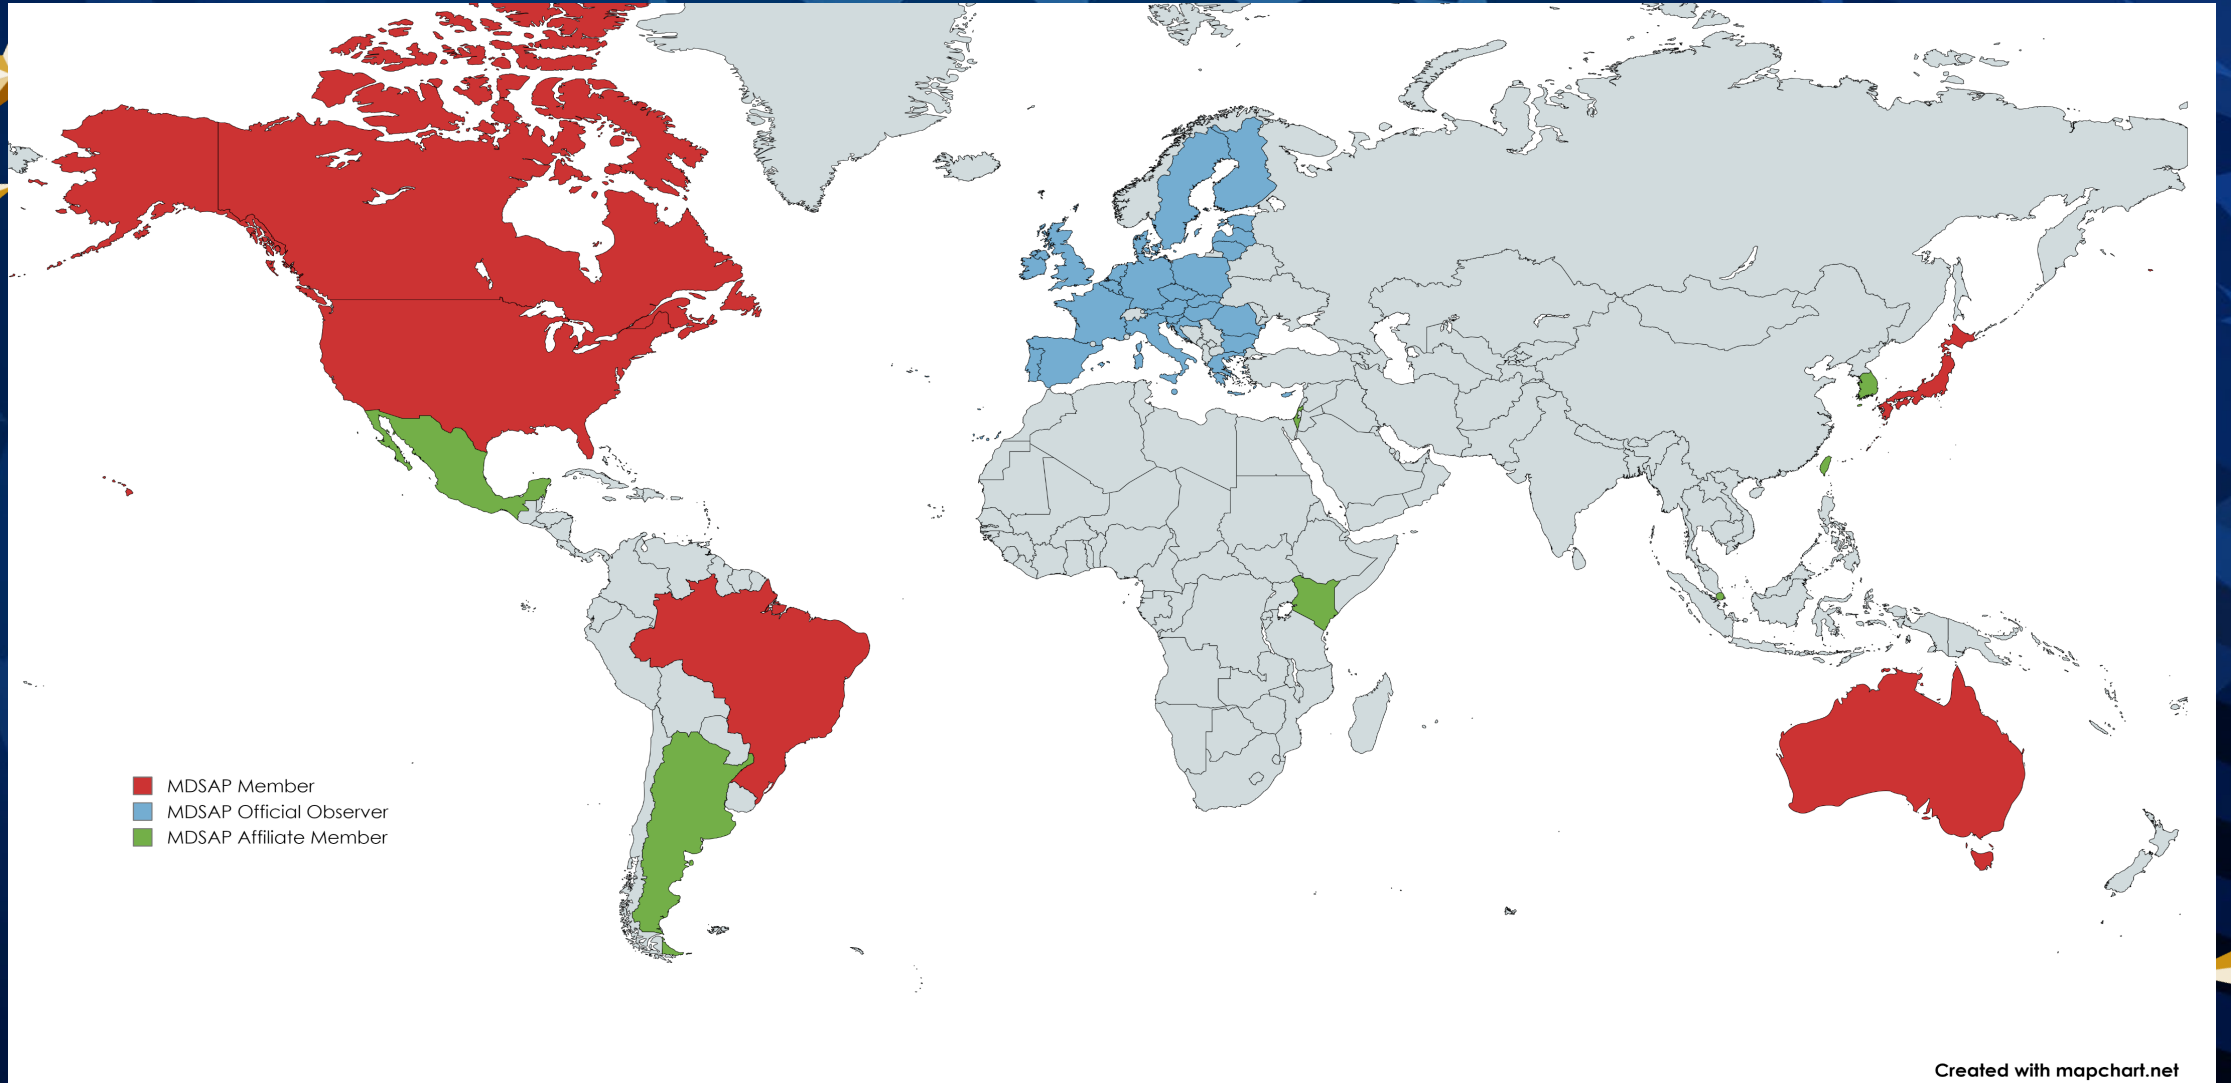 MDSAP Member
MDSAP Official Observer
MDSAP Affiliate Member
Created with mapchart.net